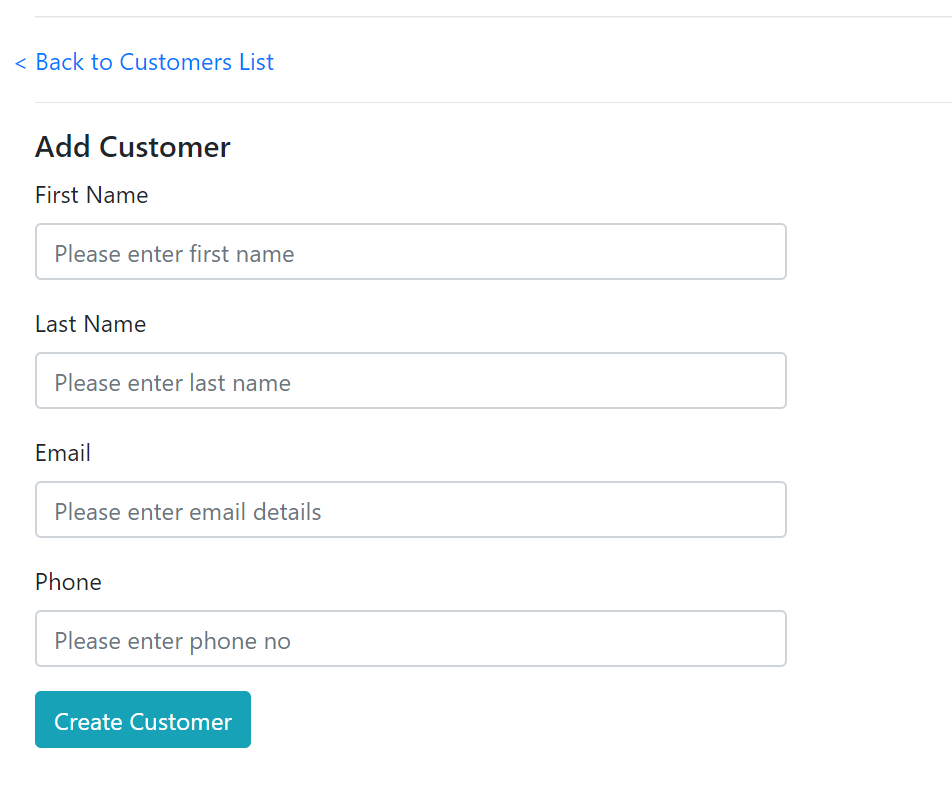 < Back to Customers List
Add Customer
First Name
Please enter first name
Last Name
Please enter last name
Email
Please enter email details
Phone
Please enter phone no
Create Customer